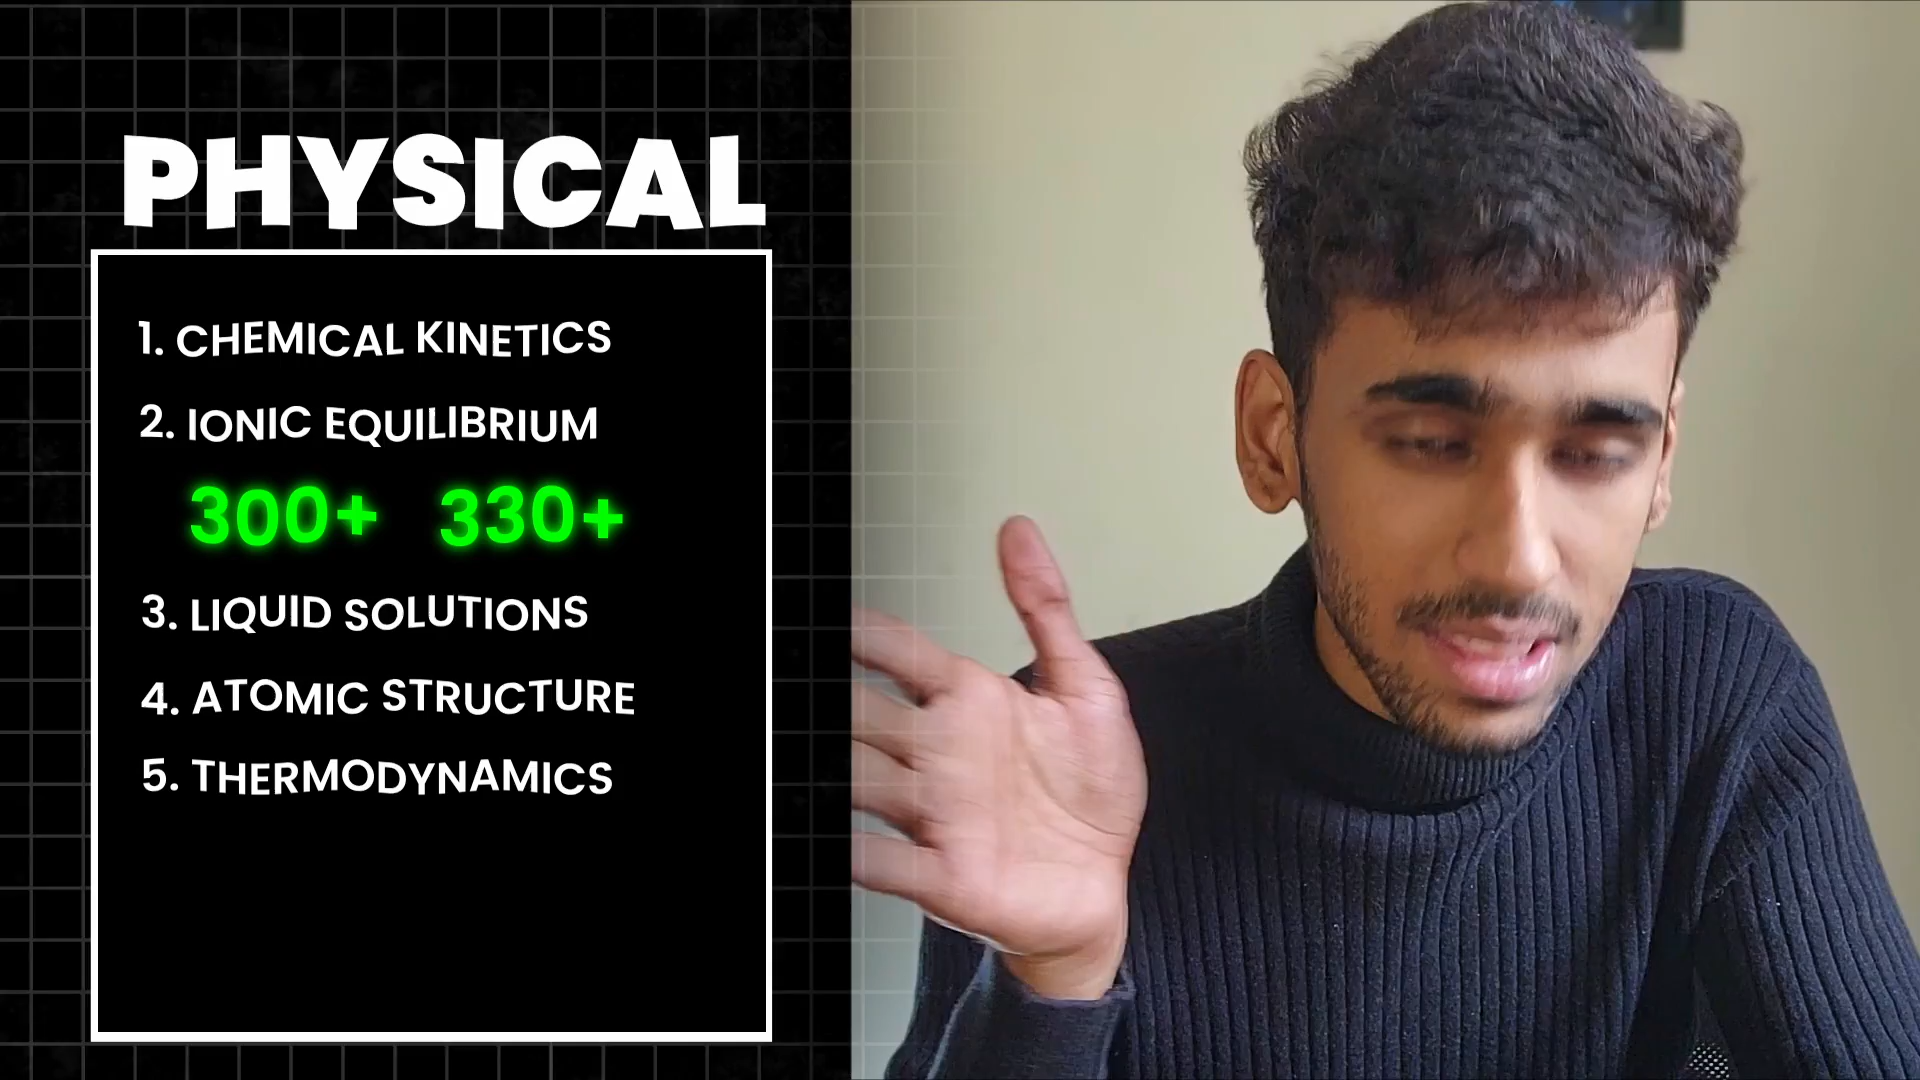 PHYSICAL
1. CHEMICAL KINETICS
2. IONIC EQUILIBRIUM
300+ 330+
3. LIQUID SOLUTIONS
4. ATOMIC STRUCTURE
5. THERMODYNAMICS